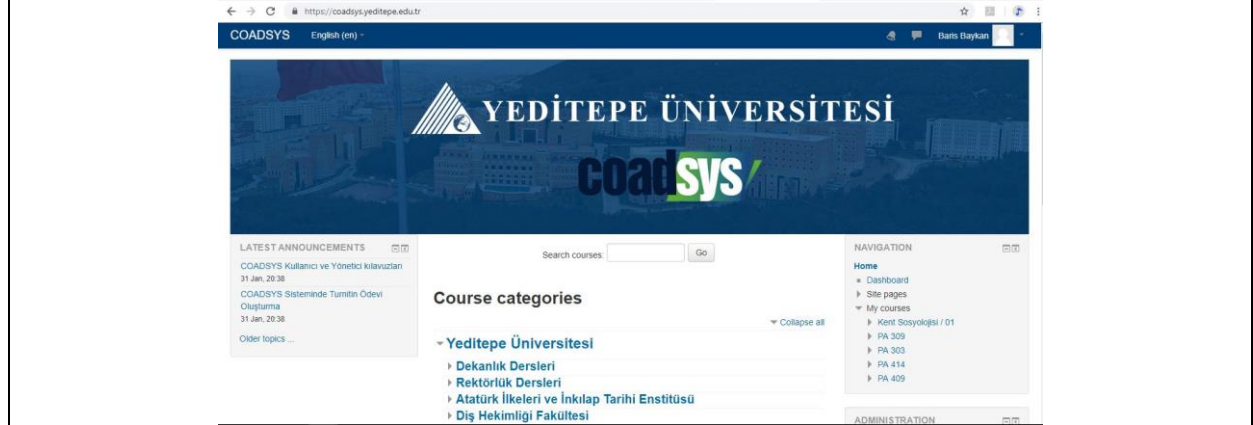 https://coadsys.yeditepe.edu.tr
COADSYS English (en)
Baris Baykan
YEDİTEPE ÜNİVERSİTESİ
coadsys
LATEST ANNOUNCEMENTS
COADSYS Kullanıcı ve Yönetici kılavuzları
31 Jan, 20:38
COADSYS Sisteminde Turnitin Ödevi
Oluşturma
31 Jan, 20:38
Older topics ...
Search courses: Go
Course categories
Collapse all
Yeditepe Üniversitesi
Dekanlık Dersleri
Rektörlük Dersleri
Atatürk İlkeleri ve İnkılap Tarihi Enstitüsü
Diş Hekimliği Fakültesi
NAVIGATION
Home
Dashboard
Site pages
My courses
Kent Sosyolojisi / 01
PA 309
PA 303
PA 414
PA 409
ADMINISTRATION